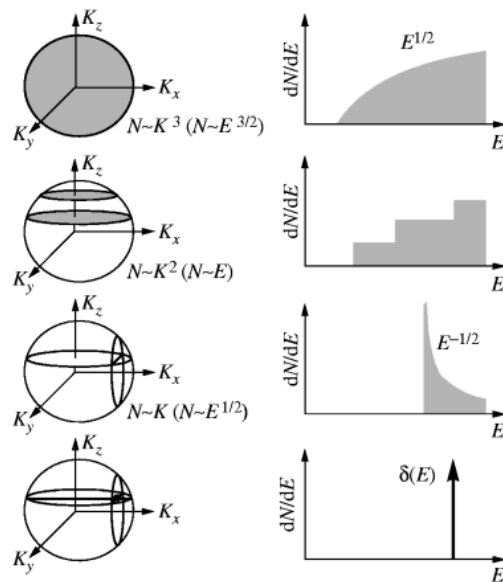 K_z
K_x
K_y
N~K^3 (N~E^{3/2})
dN/dE
E^{1/2}
E
K_z
K_x
K_y
N~K^2 (N~E)
dN/dE
E
K_z
K_x
K_y
N~K (N~E^{1/2})
dN/dE
E^{−1/2}
E
K_z
K_x
K_y
dN/dE
δ(E)
E